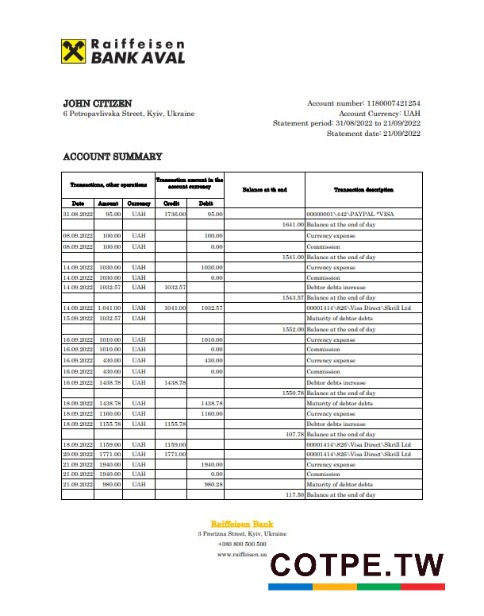 Raiffeisen
BANK AVAL
JOHN CITIZEN
6 Petropavlivska Street, Kyiv, Ukraine
Account number: 1180007421254
Account Currency: UAH
Statement period: 31/08/2022 to 21/09/2022
Statement date: 21/09/2022
ACCOUNT SUMMARY
Transactions, other operations | Transaction amount in the account currency | Balance at th end | Transaction description
Date | Amount | Currency | Credit | Debit
31.08.2022 | 95.00 | UAH | 1736.00 | 95.00 | 00000001\442\PAYPAL *VISA
1641.00 | Balance at the end of day
08.09.2022 | 100.00 | UAH | 100.00 | Currency expense
08.09.2022 | 100.00 | UAH | 0.00 | Commission
1541.00 | Balance at the end of day
14.09.2022 | 1030.00 | UAH | 1030.00 | Currency expense
14.09.2022 | 1030.00 | UAH | 0.00 | Commission
14.09.2022 | 1032.57 | UAH | 1032.57 | Debtor debts increase
1543.57 | Balance at the end of day
14.09.2022 | 1.041.00 | UAH | 1041.00 | 1032.57 | 00001414\826\Visa Direct\Skrill Ltd
15.09.2022 | 1032.57 | UAH | Maturity of debtor debts
1552.00 | Balance at the end of day
16.09.2022 | 1010.00 | UAH | 1010.00 | Currency expense
16.09.2022 | 1010.00 | UAH | 0.00 | Commission
16.09.2022 | 430.00 | UAH | 430.00 | Currency expense
16.09.2022 | 430.00 | UAH | 0.00 | Commission
16.09.2022 | 1438.78 | UAH | 1438.78 | Debtor debts increase
1550.78 | Balance at the end of day
18.09.2022 | 1438.78 | UAH | 1438.78 | Maturity of debtor debts
18.09.2022 | 1160.00 | UAH | 1160.00 | Currency expense
18.09.2022 | 1155.78 | UAH | 1155.78 | Debtor debts increase
107.78 | Balance at the end of day
18.09.2022 | 1159.00 | UAH | 1159.00 | 00001414\826\Visa Direct\Skrill Ltd
20.09.2022 | 1771.00 | UAH | 1771.00 | 00001414\826\Visa Direct\Skrill Ltd
21.09.2022 | 1940.00 | UAH | 1940.00 | Currency expense
21.09.2022 | 1940.00 | UAH | 0.00 | Commission
21.09.2022 | 980.00 | UAH | 980.28 | Maturity of debtor debts
117.50 | Balance at the end of day
Raiffeisen Bank
3 Prorizna Street, Kyiv, Ukraine
+380 800 500 500
www.raiffeisen.ua
COTPE.TW